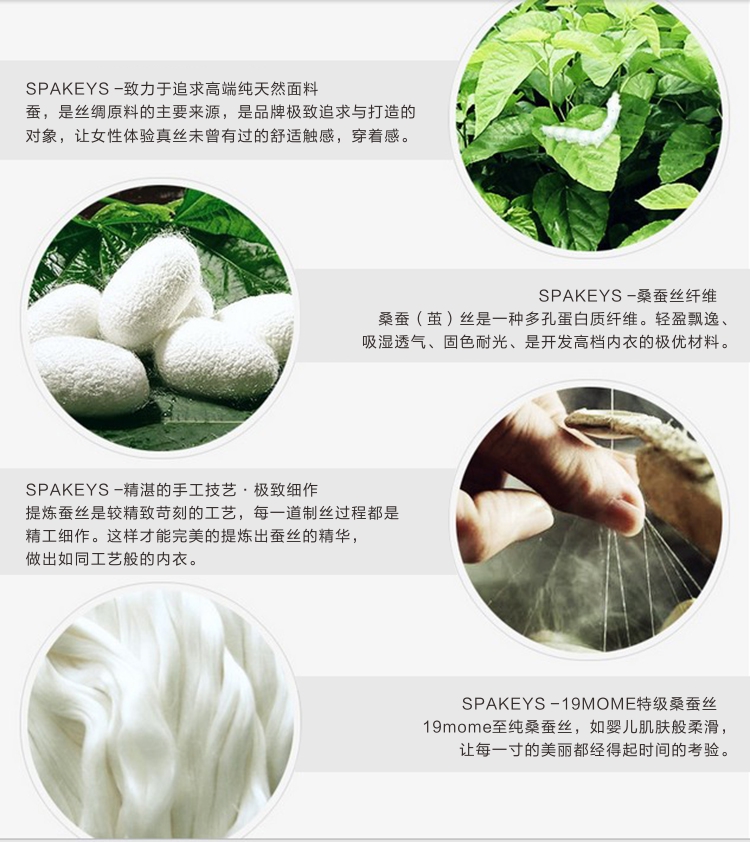 SPAKEYS –致力于追求高端纯天然面料
蚕，是丝绸原料的主要来源，是品牌极致追求与打造的
对象，让女性体验真丝未曾有过的舒适触感，穿着感。
SPAKEYS –桑蚕丝纤维
桑蚕（茧）丝是一种多孔蛋白质纤维。轻盈飘逸、
吸湿透气、固色耐光、是开发高档内衣的极优材料。
SPAKEYS –精湛的手工技艺 · 极致细作
提炼蚕丝是较精致苛刻的工艺，每一道制丝过程都是
精工细作。这样才能完美的提炼出蚕丝的精华，
做出如同工艺般的内衣。
SPAKEYS –19MOME特级桑蚕丝
19mome至纯桑蚕丝，如婴儿肌肤般柔滑，
让每一寸的美丽都经得起时间的考验。